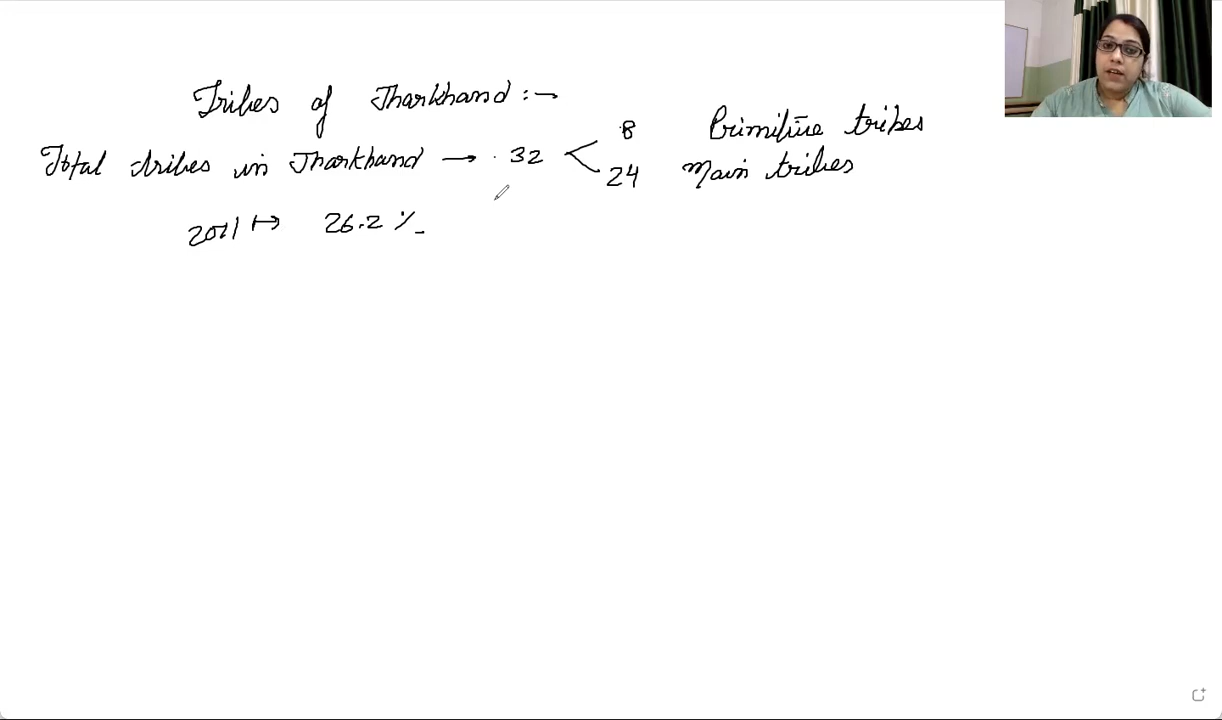 Tribes of Jharkhand :-
Total tribes in Jharkhand → 32
8 Primitive tribes
24 Main tribes
2011 ↦ 26.2 %